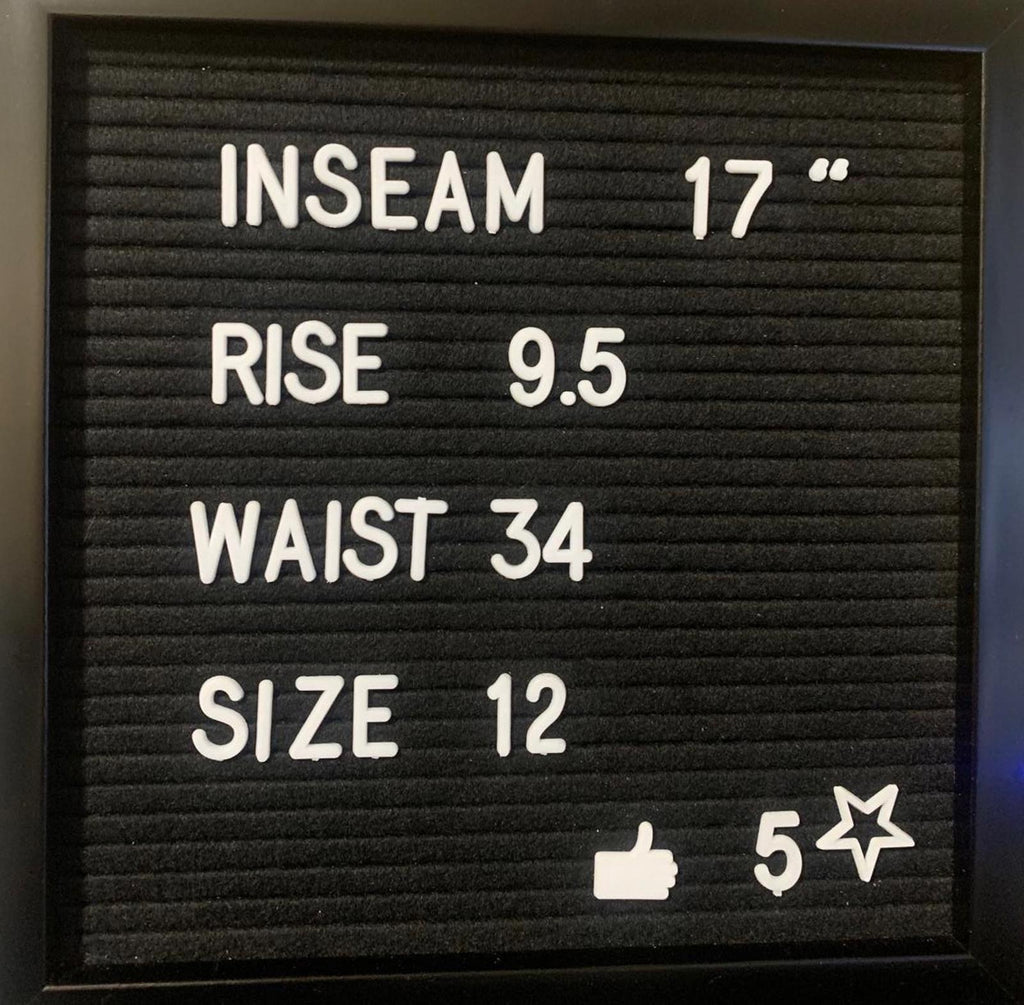 INSEAM 17 “
RISE 9.5
WAIST 34
SIZE 12
5